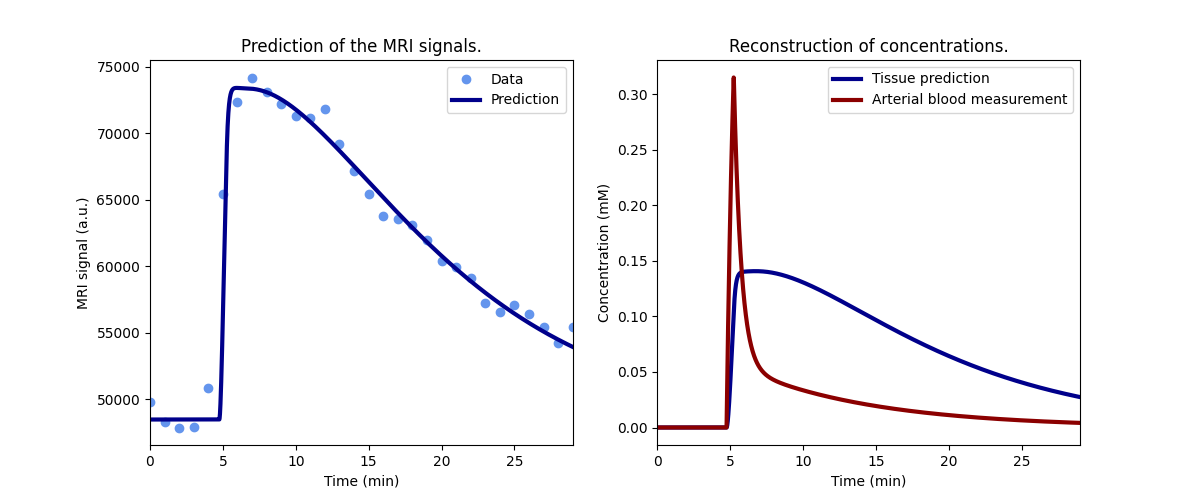 Prediction of the MRI signals.
75000
70000
65000
60000
55000
50000
MRI signal (a.u.)
Data
Prediction
0
5
10
15
20
25
Time (min)
Reconstruction of concentrations.
0.30
0.25
0.20
0.15
0.10
0.05
0.00
Concentration (mM)
Tissue prediction
Arterial blood measurement
0
5
10
15
20
25
Time (min)